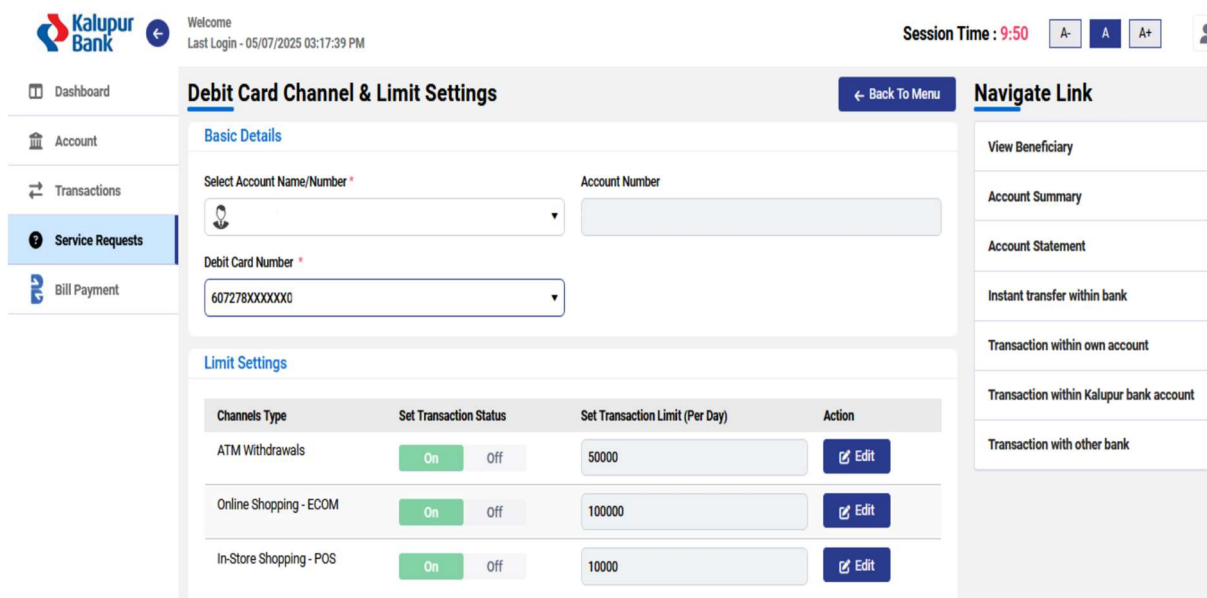 Kalupur
Bank
Welcome
Last Login - 05/07/2025 03:17:39 PM
Session Time : 9:50
A-
A
A+
Dashboard
Account
Transactions
Service Requests
Bill Payment
Debit Card Channel & Limit Settings
← Back To Menu
Basic Details
Select Account Name/Number *
Account Number
Debit Card Number *
607278XXXXXX0
Limit Settings
Channels Type Set Transaction Status Set Transaction Limit (Per Day) Action
ATM Withdrawals On Off 50000 Edit
Online Shopping - ECOM On Off 100000 Edit
In-Store Shopping - POS On Off 10000 Edit
Navigate Link
View Beneficiary
Account Summary
Account Statement
Instant transfer within bank
Transaction within own account
Transaction within Kalupur bank account
Transaction with other bank